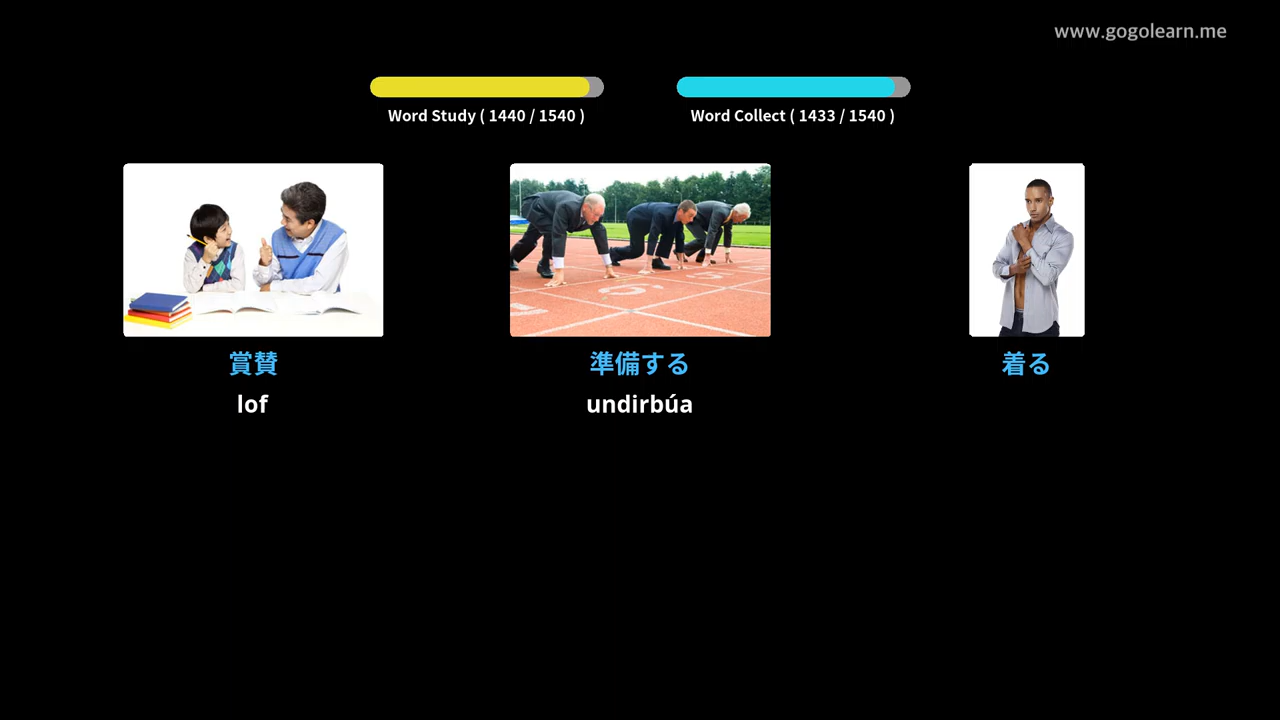 www.gogolearn.me
Word Study ( 1440 / 1540 )
Word Collect ( 1433 / 1540 )
賞賛
準備する
着る
lof
undirbúa